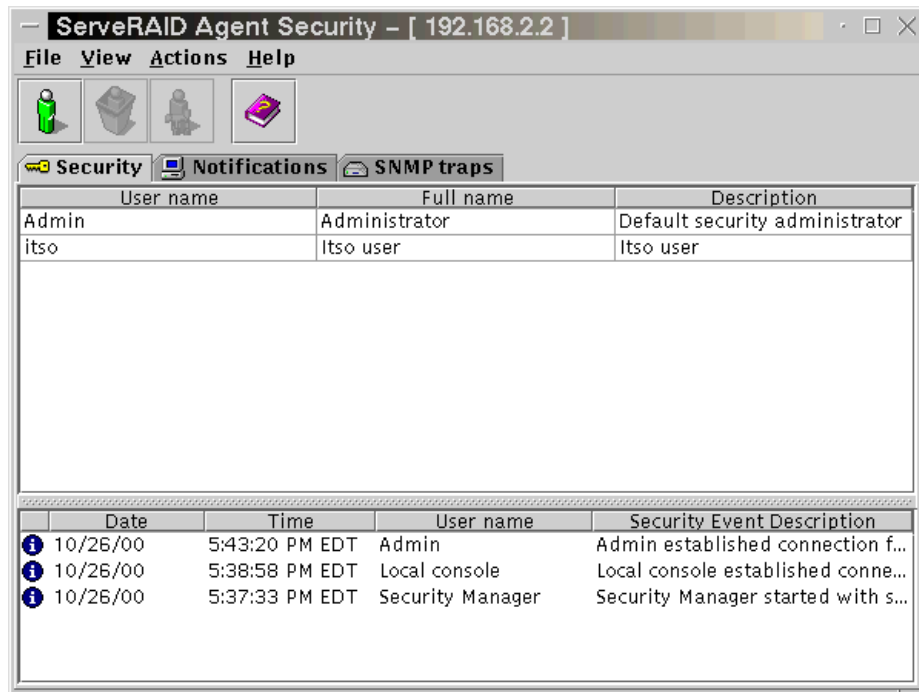 ServeRAID Agent Security – [ 192.168.2.2 ]
File View Actions Help
Security Notifications SNMP traps
User name Full name Description
Admin Administrator Default security administrator
itso Itso user Itso user
Date Time User name Security Event Description
10/26/00 5:43:20 PM EDT Admin Admin established connection f...
10/26/00 5:38:58 PM EDT Local console Local console established conne...
10/26/00 5:37:33 PM EDT Security Manager Security Manager started with s...